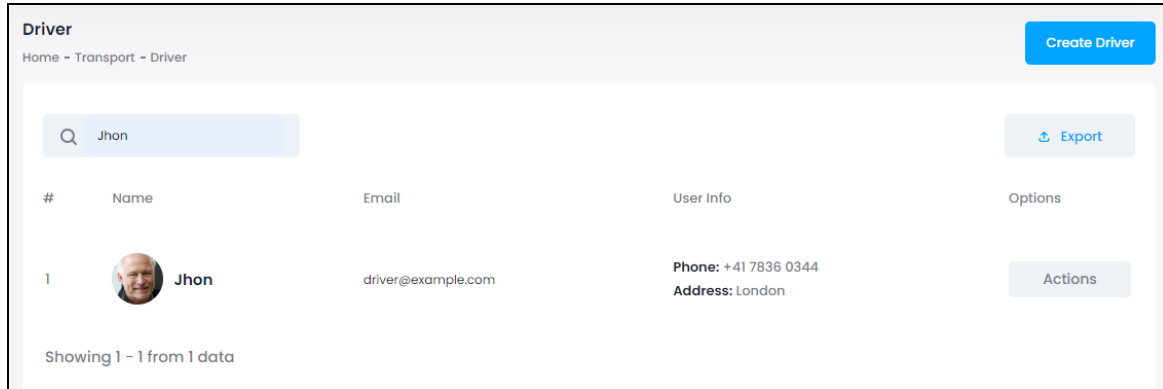 Driver
Home - Transport - Driver
Create Driver
Jhon
Export
# Name Email User Info Options
1 Jhon driver@example.com Phone: +41 7836 0344 Actions
Address: London
Showing 1 - 1 from 1 data